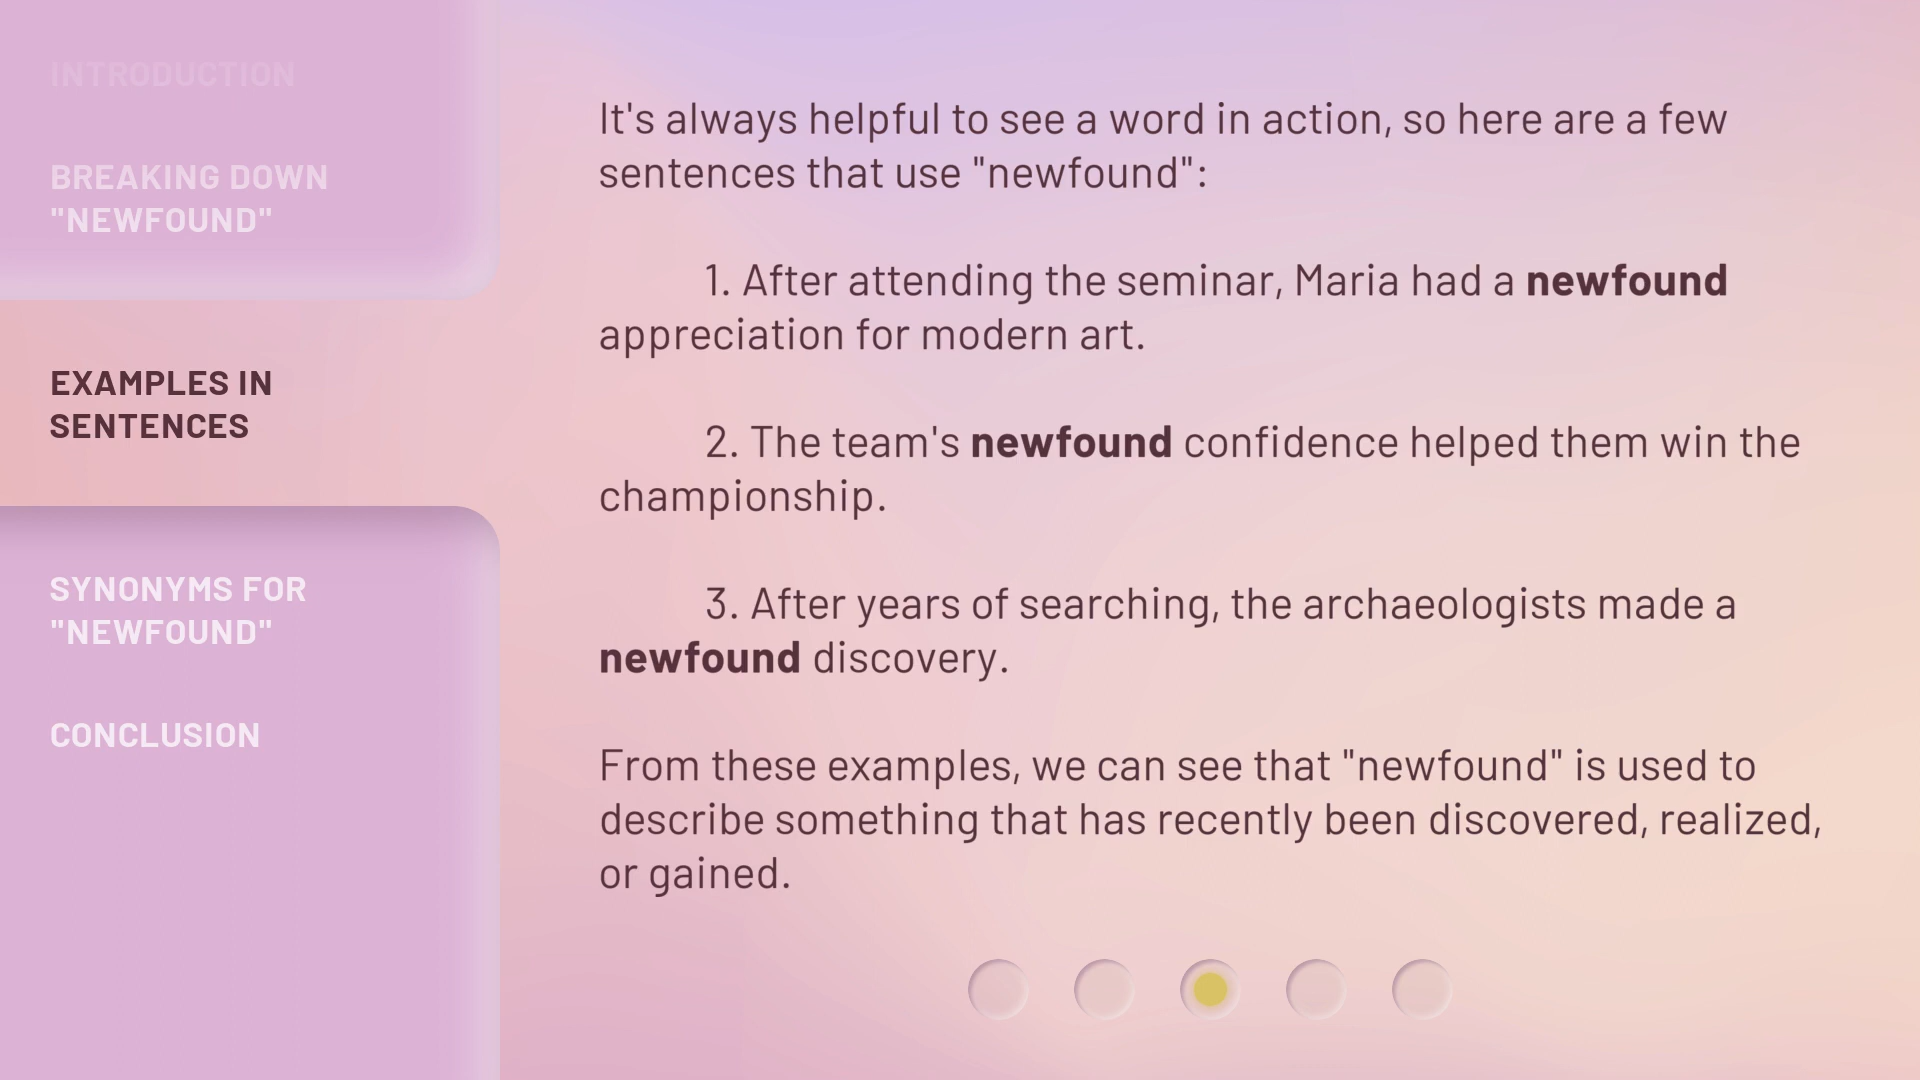 INTRODUCTION
BREAKING DOWN
"NEWFOUND"
EXAMPLES IN
SENTENCES
SYNONYMS FOR
"NEWFOUND"
CONCLUSION
It's always helpful to see a word in action, so here are a few
sentences that use "newfound":
1. After attending the seminar, Maria had a newfound
appreciation for modern art.
2. The team's newfound confidence helped them win the
championship.
3. After years of searching, the archaeologists made a
newfound discovery.
From these examples, we can see that "newfound" is used to
describe something that has recently been discovered, realized,
or gained.